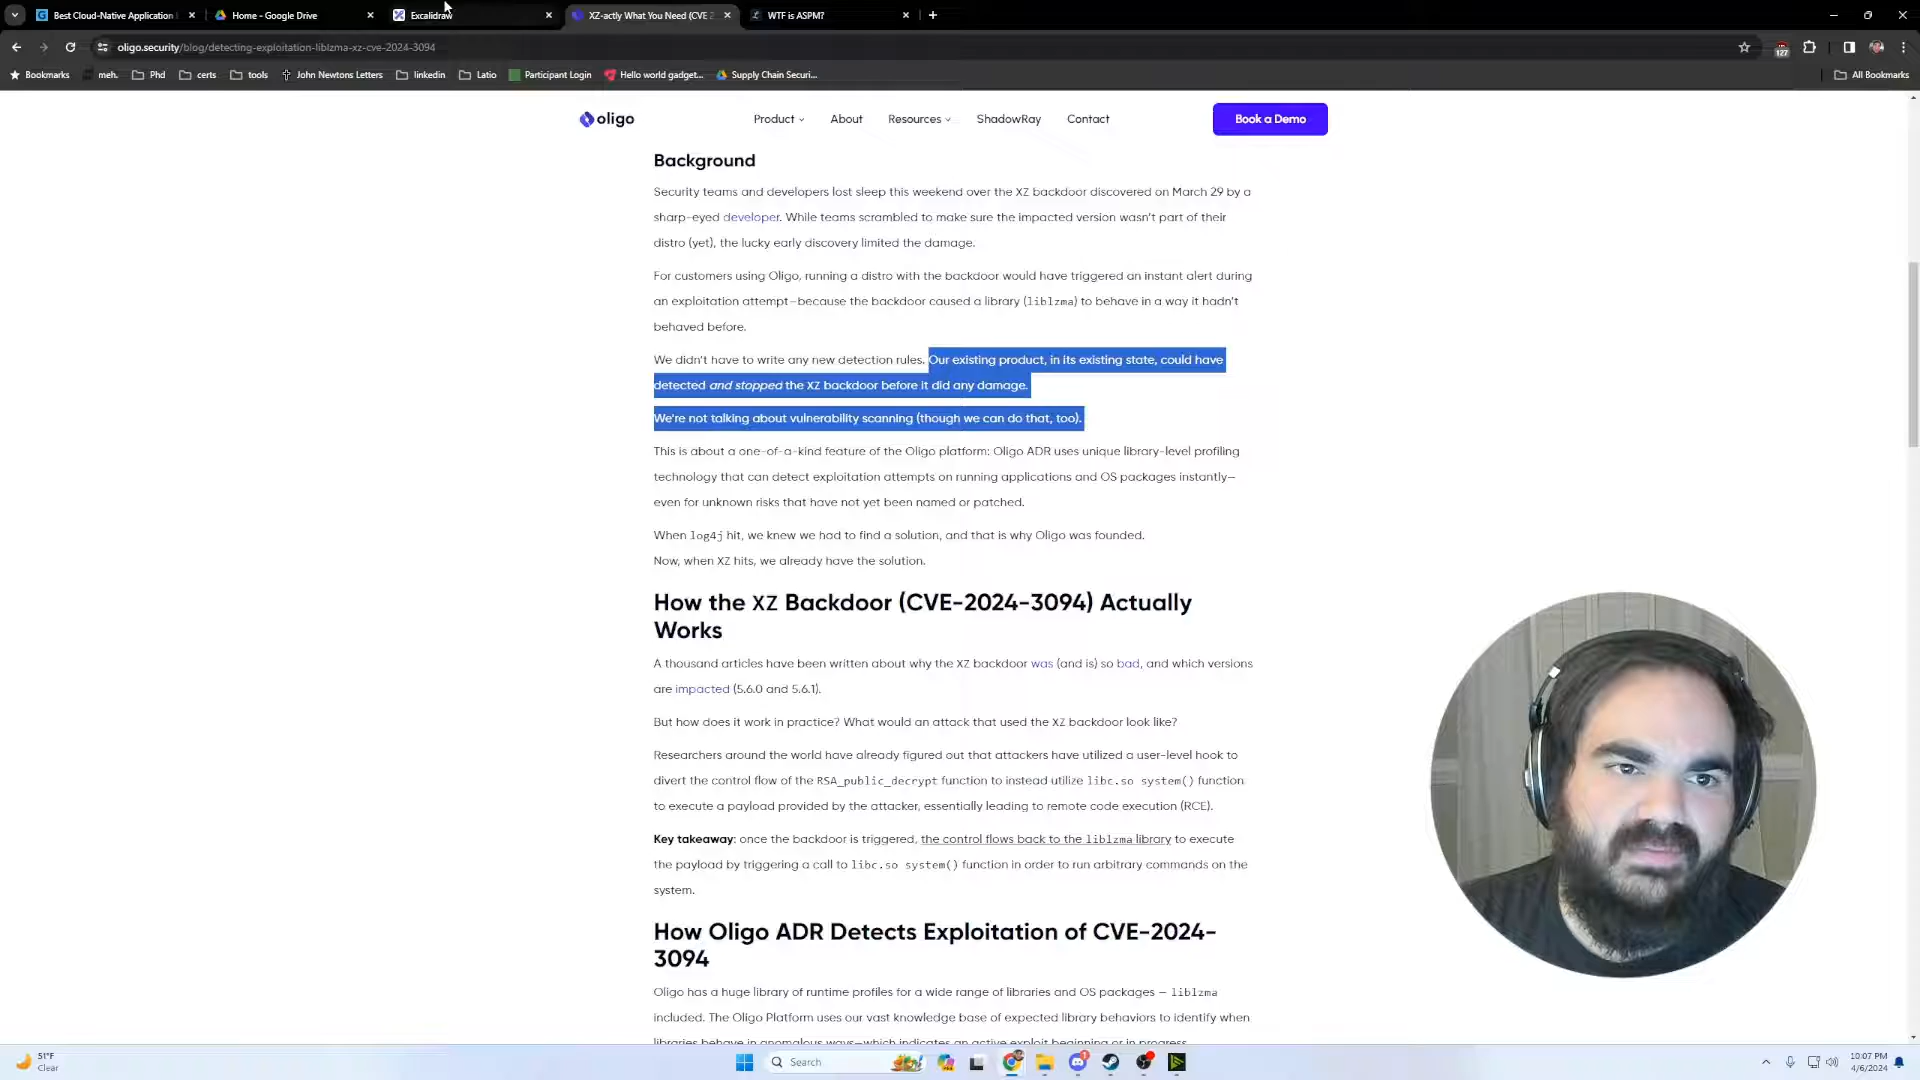 Best Cloud-Native Application
Home - Google Drive
Excalidraw
XZ-actly What You Need (CVE 2
WTF is ASPM?
oligo.security/blog/detecting-exploitation-liblzma-xz-cve-2024-3094
127
Bookmarks
meh.
Phd
certs
tools
John Newtons Letters
linkedin
Latio
Participant Login
Hello world gadget...
Supply Chain Securi...
All Bookmarks
oligo
Product
About
Resources
ShadowRay
Contact
Book a Demo
Background
Security teams and developers lost sleep this weekend over the XZ backdoor discovered on March 29 by a
sharp-eyed developer. While teams scrambled to make sure the impacted version wasn't part of their
distro (yet), the lucky early discovery limited the damage.
For customers using Oligo, running a distro with the backdoor would have triggered an instant alert during
an exploitation attempt—because the backdoor caused a library (liblzma) to behave in a way it hadn't
behaved before.
We didn't have to write any new detection rules. Our existing product, in its existing state, could have
detected and stopped the XZ backdoor before it did any damage.
We're not talking about vulnerability scanning (though we can do that, too).
This is about a one-of-a-kind feature of the Oligo platform: Oligo ADR uses unique library-level profiling
technology that can detect exploitation attempts on running applications and OS packages instantly—
even for unknown risks that have not yet been named or patched.
When log4j hit, we knew we had to find a solution, and that is why Oligo was founded.
Now, when XZ hits, we already have the solution.
How the XZ Backdoor (CVE-2024-3094) Actually
Works
A thousand articles have been written about why the XZ backdoor was (and is) so bad, and which versions
are impacted (5.6.0 and 5.6.1).
But how does it work in practice? What would an attack that used the XZ backdoor look like?
Researchers around the world have already figured out that attackers have utilized a user-level hook to
divert the control flow of the RSA_public_decrypt function to instead utilize libc.so system() function
to execute a payload provided by the attacker, essentially leading to remote code execution (RCE).
Key takeaway: once the backdoor is triggered, the control flows back to the liblzma library to execute
the payload by triggering a call to libc.so system() function in order to run arbitrary commands on the
system.
How Oligo ADR Detects Exploitation of CVE-2024-
3094
Oligo has a huge library of runtime profiles for a wide range of libraries and OS packages — liblzma
included. The Oligo Platform uses our vast knowledge base of expected library behaviors to identify when
libraries behave in anomalous ways—which indicates an active exploit beginning or in progress.
51°F
Clear
Search
1
10:07 PM
4/6/2024